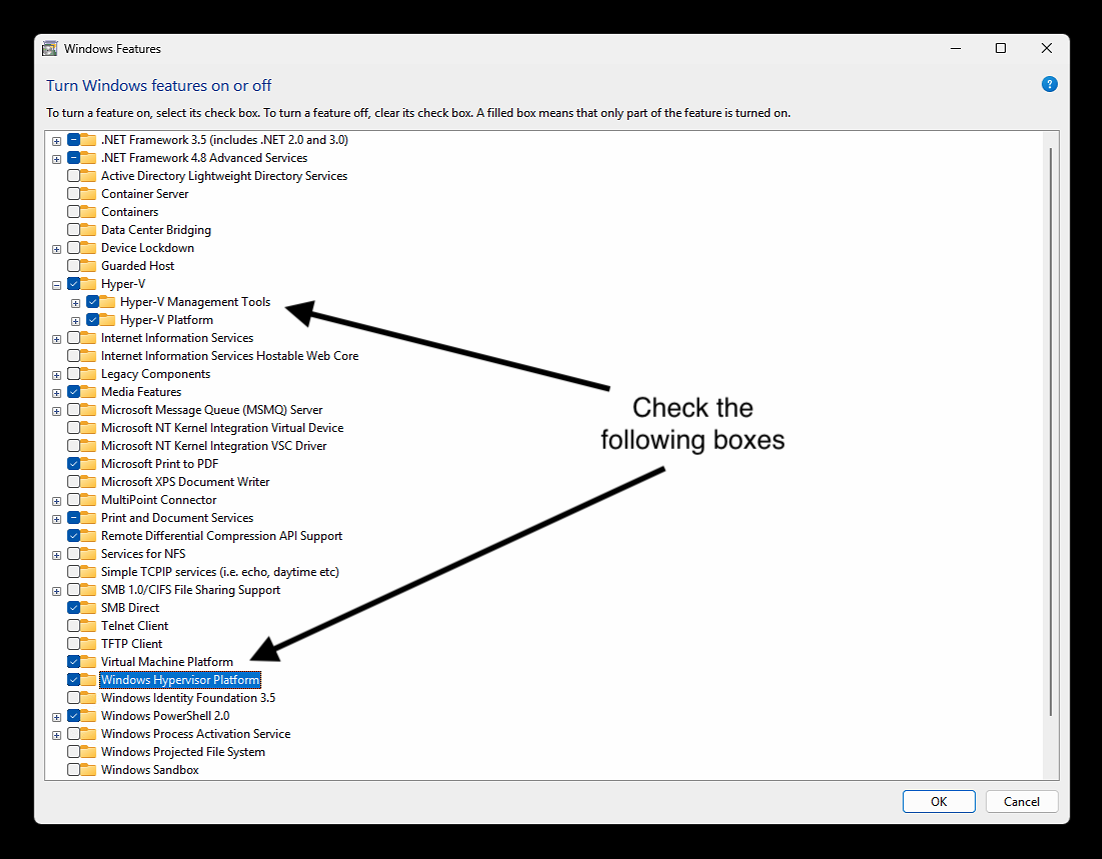 Windows Features
Turn Windows features on or off
?
To turn a feature on, select its check box. To turn a feature off, clear its check box. A filled box means that only part of the feature is turned on.
.NET Framework 3.5 (includes .NET 2.0 and 3.0)
.NET Framework 4.8 Advanced Services
Active Directory Lightweight Directory Services
Container Server
Containers
Data Center Bridging
Device Lockdown
Guarded Host
Hyper-V
Hyper-V Management Tools
Hyper-V Platform
Internet Information Services
Internet Information Services Hostable Web Core
Legacy Components
Media Features
Microsoft Message Queue (MSMQ) Server
Microsoft NT Kernel Integration Virtual Device
Microsoft NT Kernel Integration VSC Driver
Microsoft Print to PDF
Microsoft XPS Document Writer
MultiPoint Connector
Print and Document Services
Remote Differential Compression API Support
Services for NFS
Simple TCPIP services (i.e. echo, daytime etc)
SMB 1.0/CIFS File Sharing Support
SMB Direct
Telnet Client
TFTP Client
Virtual Machine Platform
Windows Hypervisor Platform
Windows Identity Foundation 3.5
Windows PowerShell 2.0
Windows Process Activation Service
Windows Projected File System
Windows Sandbox
Check the
following boxes
OK
Cancel